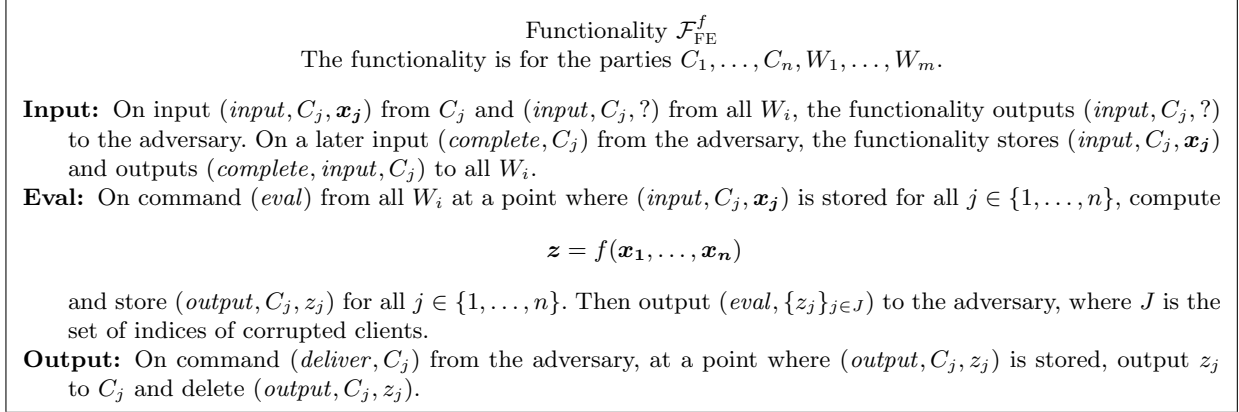 Functionality $\mathcal{F}_{\text{FE}}^{f}$
The functionality is for the parties $C_1, \ldots, C_n, W_1, \ldots, W_m$.
Input: On input $(input, C_j, \boldsymbol{x_j})$ from $C_j$ and $(input, C_j, ?)$ from all $W_i$, the functionality outputs $(input, C_j, ?)$
to the adversary. On a later input $(complete, C_j)$ from the adversary, the functionality stores $(input, C_j, \boldsymbol{x_j})$
and outputs $(complete, input, C_j)$ to all $W_i$.
Eval: On command $(eval)$ from all $W_i$ at a point where $(input, C_j, \boldsymbol{x_j})$ is stored for all $j \in \{1, \ldots, n\}$, compute
$\boldsymbol{z} = f(\boldsymbol{x_1}, \ldots, \boldsymbol{x_n})$
and store $(output, C_j, z_j)$ for all $j \in \{1, \ldots, n\}$. Then output $(eval, \{z_j\}_{j \in J})$ to the adversary, where $J$ is the
set of indices of corrupted clients.
Output: On command $(deliver, C_j)$ from the adversary, at a point where $(output, C_j, z_j)$ is stored, output $z_j$
to $C_j$ and delete $(output, C_j, z_j)$.